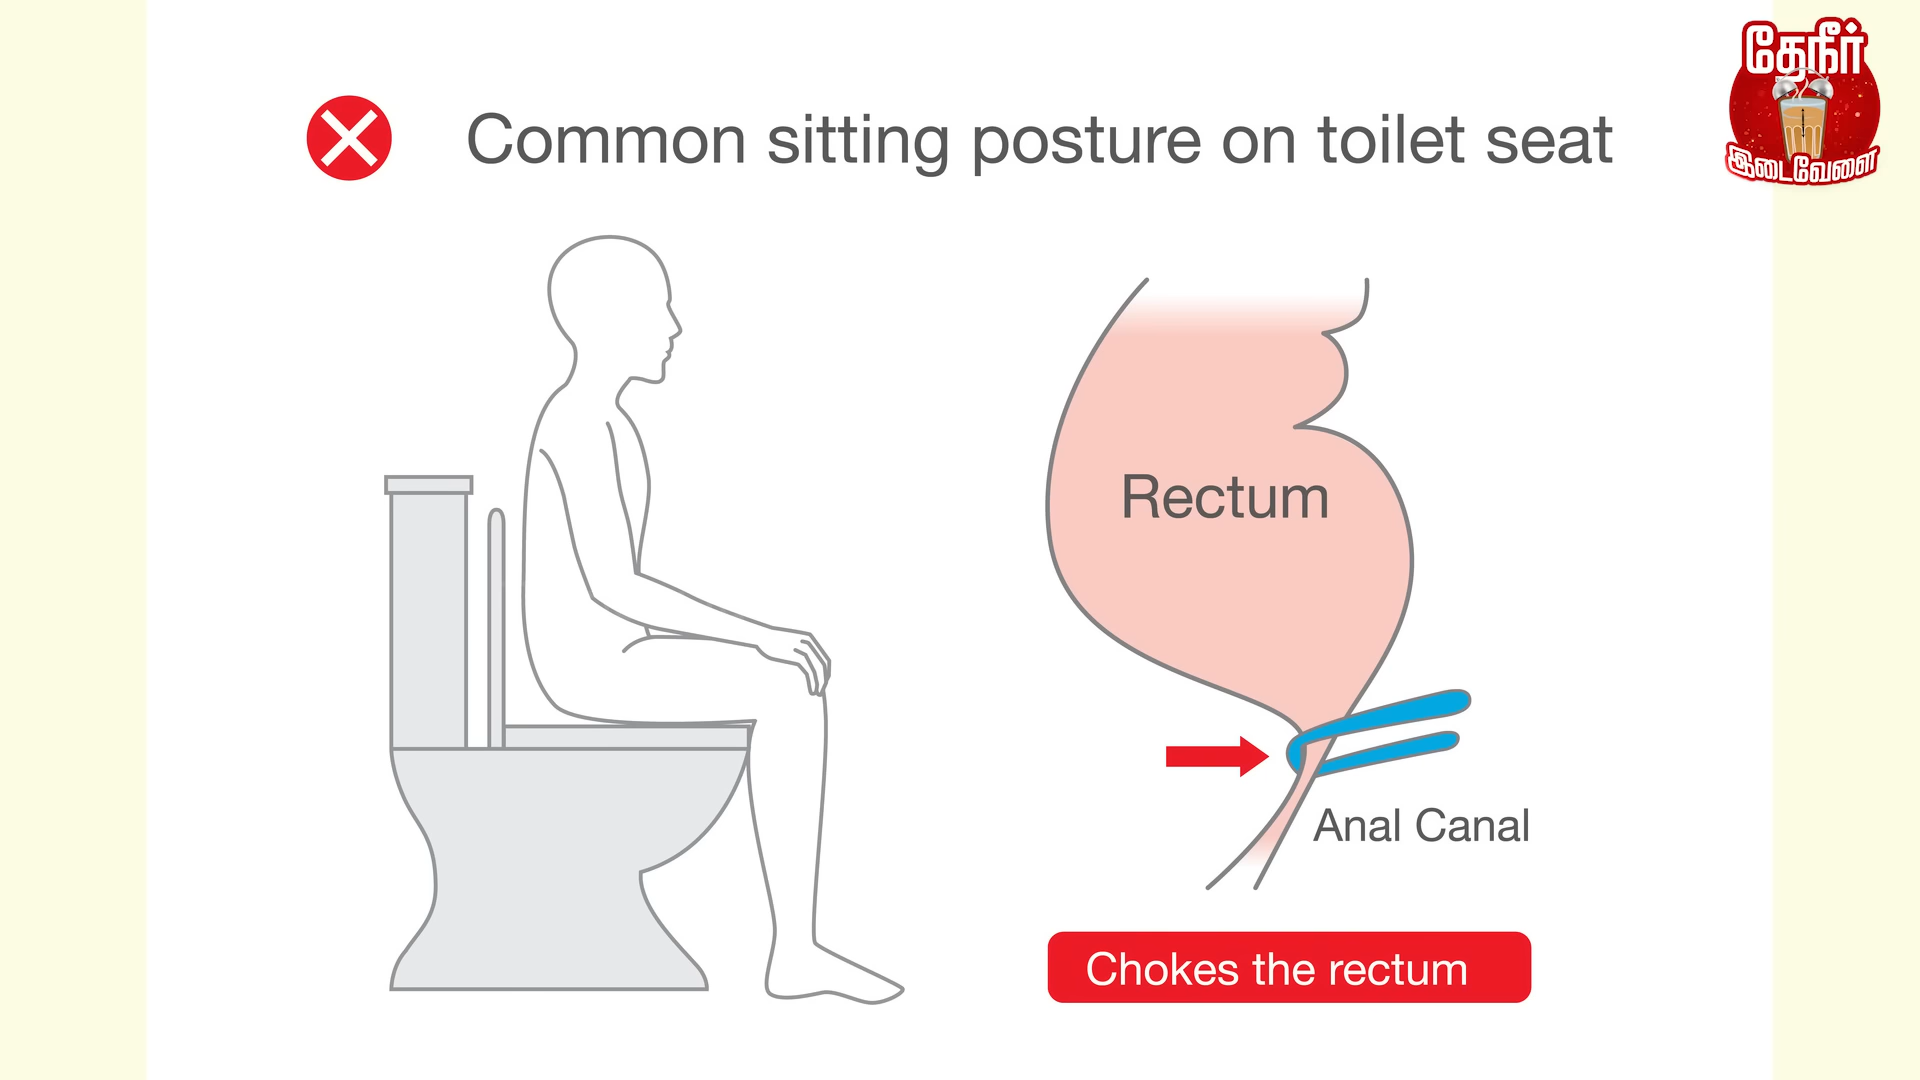 தேநீர்
இடைவேளை
Common sitting posture on toilet seat
Rectum
Anal Canal
Chokes the rectum